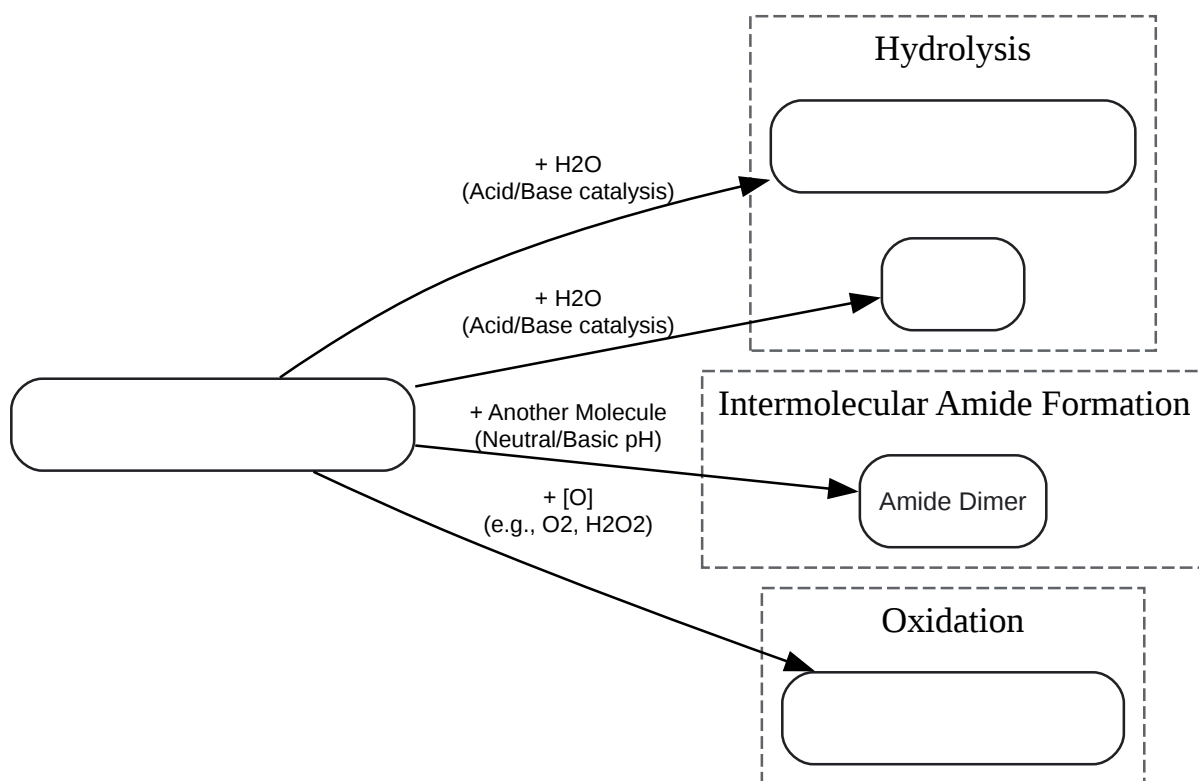 Hydrolysis
+ H2O
(Acid/Base catalysis)
+ H2O
(Acid/Base catalysis)
Intermolecular Amide Formation
+ Another Molecule
(Neutral/Basic pH)
Amide Dimer
+ [O]
(e.g., O2, H2O2)
Oxidation